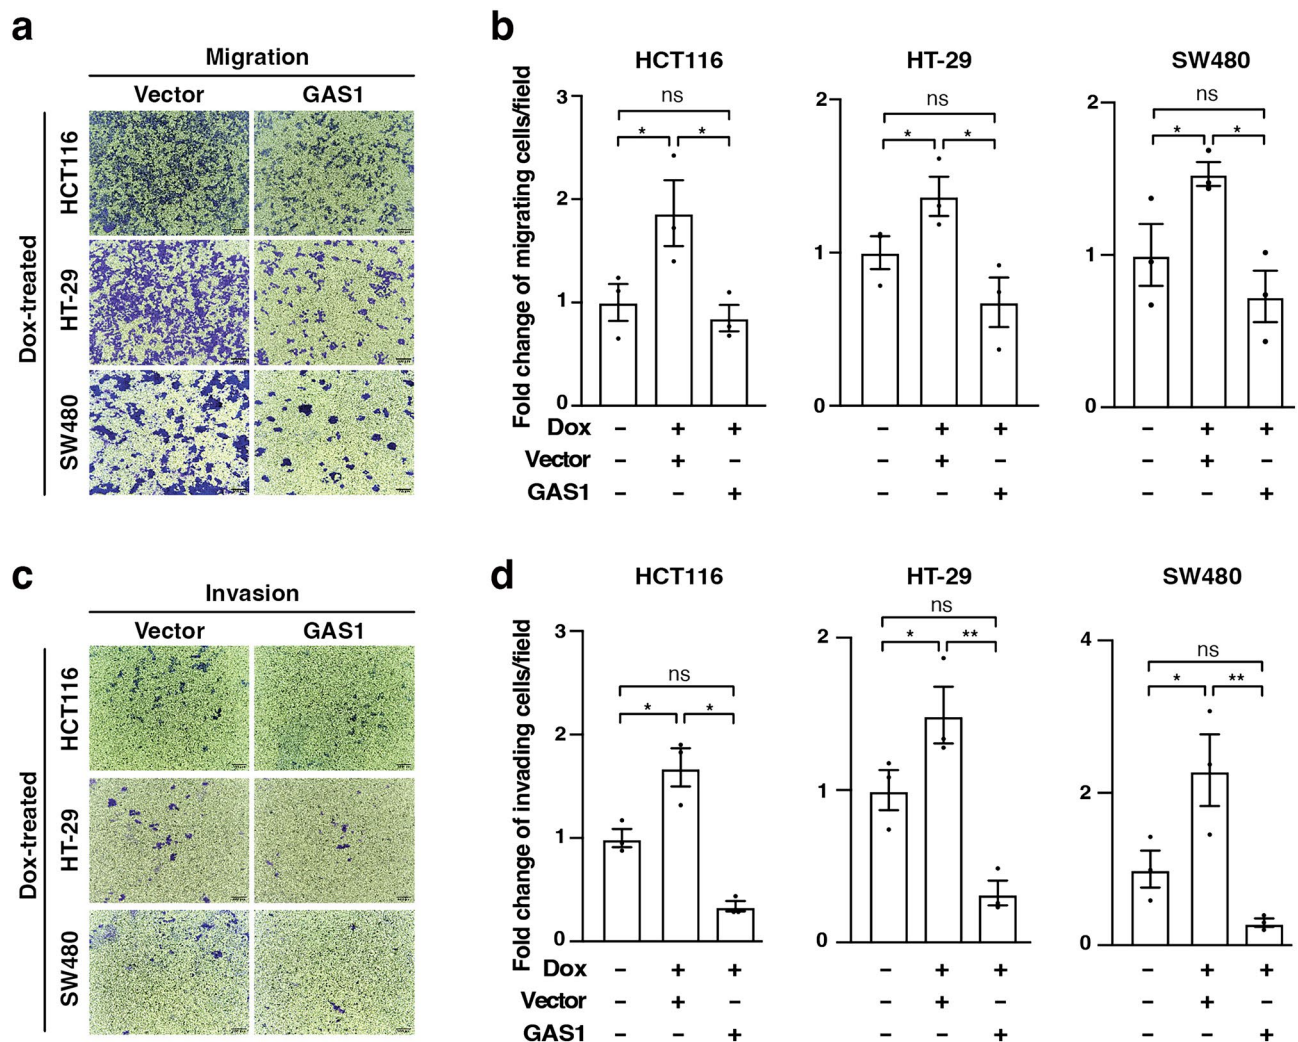 a
Migration
Vector GAS1
Dox-treated
HCT116
HT-29
SW480
b
HCT116 HT-29 SW480
Fold change of migrating cells/field
3
2
1
0
ns
* *
2
1
0
ns
* *
2
1
0
ns
* *
Dox – + + – + + – + +
Vector – + – – + – – + –
GAS1 – – + – – + – – +
c
Invasion
Vector GAS1
Dox-treated
HCT116
HT-29
SW480
d
HCT116 HT-29 SW480
Fold change of invading cells/field
3
2
1
0
ns
* *
2
1
0
ns
* **
4
2
0
ns
* **
Dox – + + – + + – + +
Vector – + – – + – – + –
GAS1 – – + – – + – – +